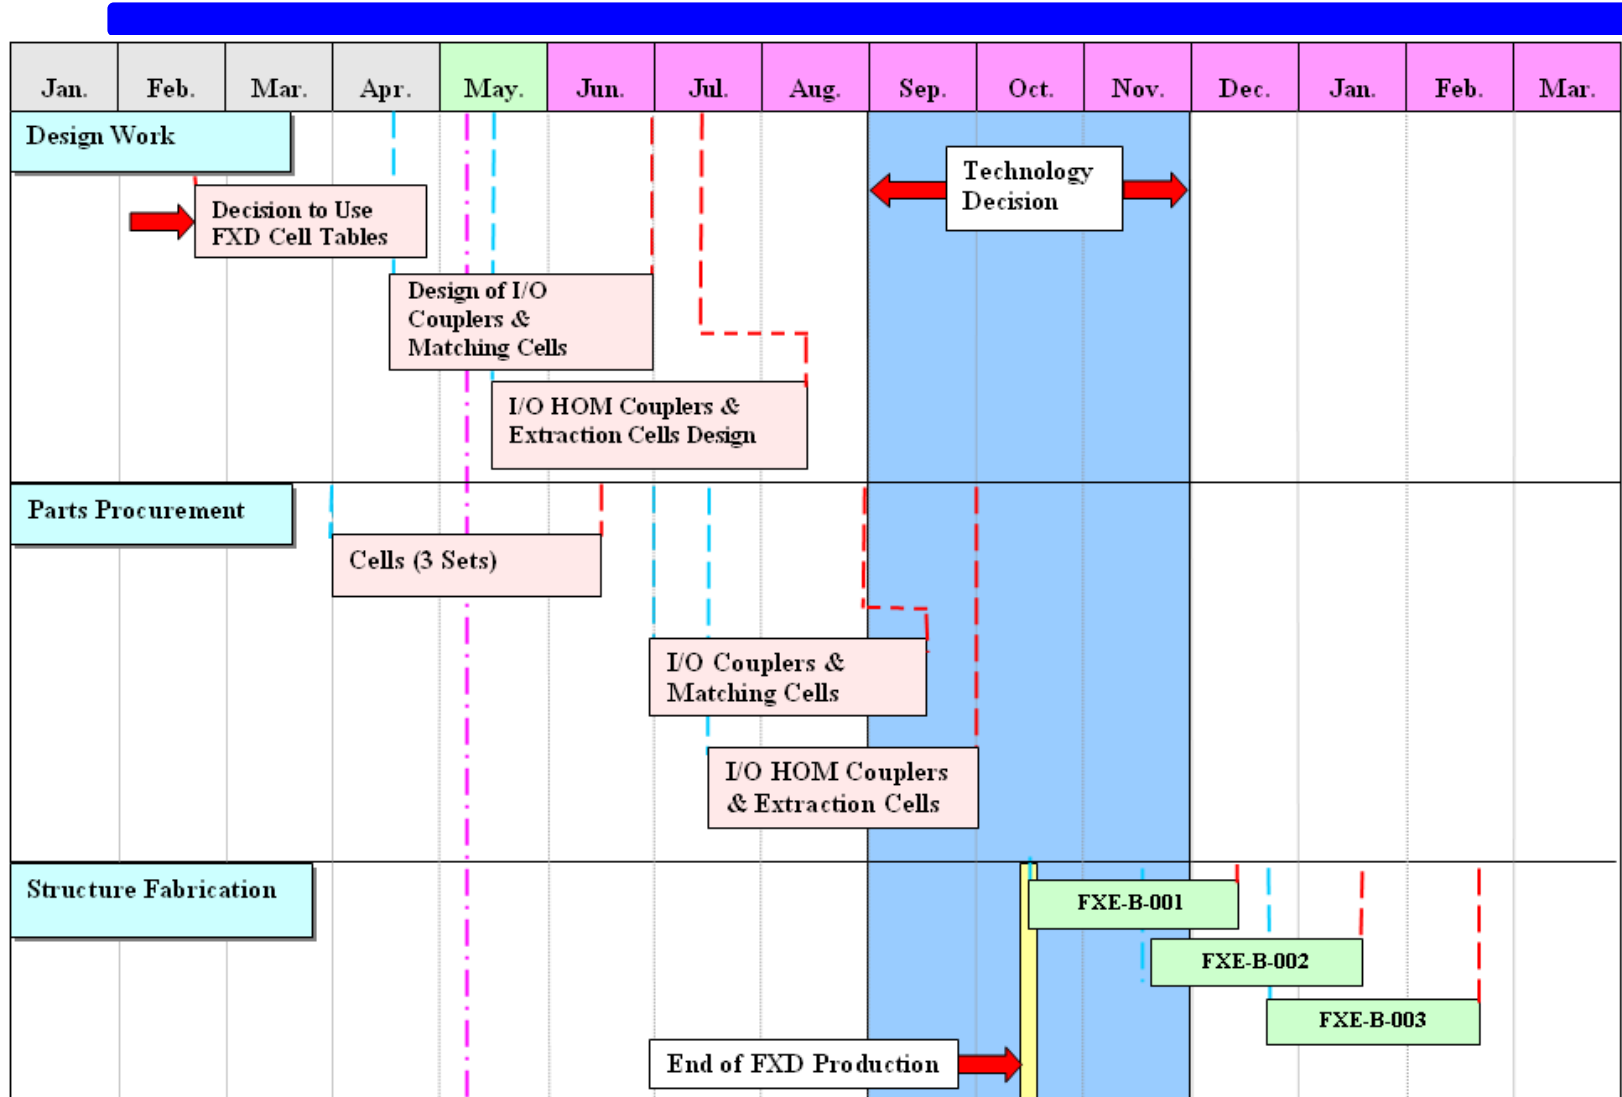 Jan. Feb. Mar. Apr. May. Jun. Jul. Aug. Sep. Oct. Nov. Dec. Jan. Feb. Mar.
Design Work
Technology
Decision
Decision to Use
FXD Cell Tables
Design of I/O
Couplers &
Matching Cells
I/O HOM Couplers &
Extraction Cells Design
Parts Procurement
Cells (3 Sets)
I/O Couplers &
Matching Cells
I/O HOM Couplers
& Extraction Cells
Structure Fabrication
FXE-B-001
FXE-B-002
FXE-B-003
End of FXD Production